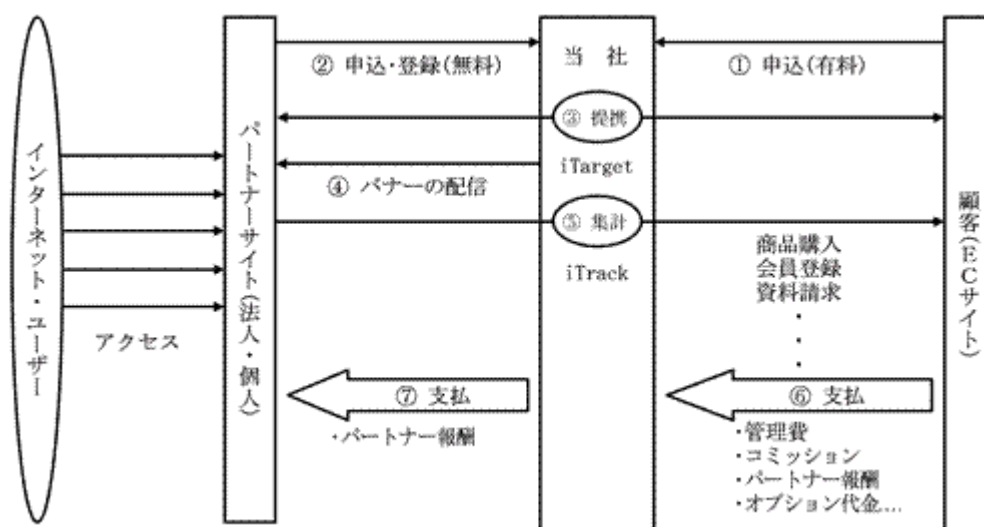 インターネット・ユーザー
アクセス
パートナーサイト(法人・個人)
② 申込・登録(無料)
当 社
① 申込(有料)
③ 提携
iTarget
④ バナーの配信
⑤ 集計
iTrack
商品購入
会員登録
資料請求
・
・
・
⑦ 支払
・パートナー報酬
⑥ 支払
・管理費
・コミッション
・パートナー報酬
・オプション代金....
顧客(ECサイト)